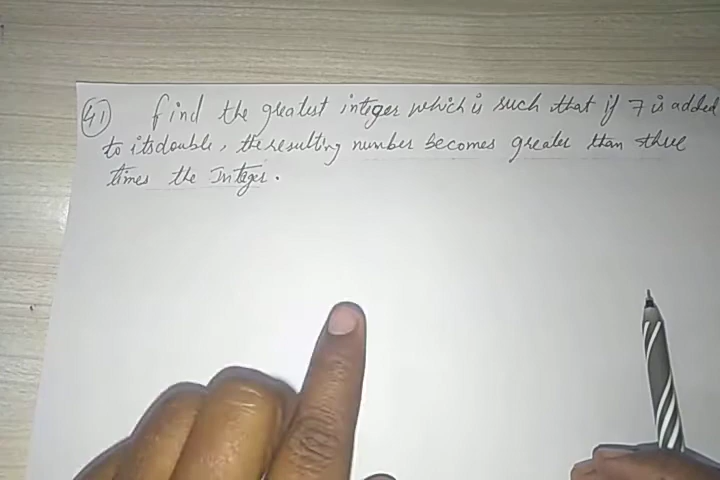 41) find the greatest integer which is such that if 7 is added
to its double, the resulting number becomes greater than three
times the Integer.